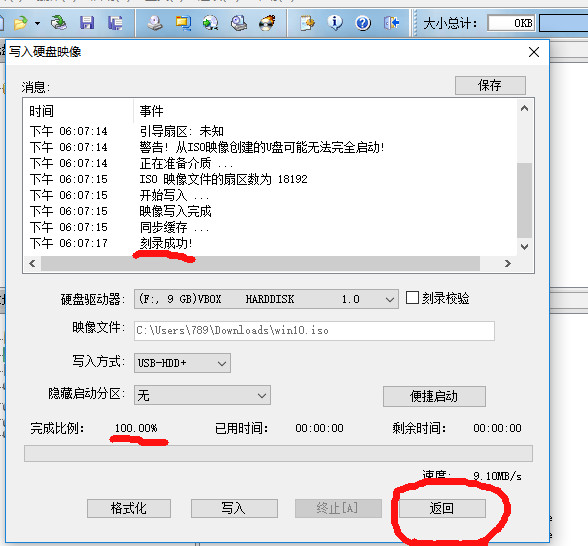 大小总计: 0KB
写入硬盘映像
消息:
保存
时间 事件
下午 06:07:14 引导扇区: 未知
下午 06:07:14 警告! 从ISO映像创建的U盘可能无法完全启动!
下午 06:07:14 正在准备介质 ...
下午 06:07:15 ISO 映像文件的扇区数为 18192
下午 06:07:15 开始写入 ...
下午 06:07:15 映像写入完成
下午 06:07:15 同步缓存 ...
下午 06:07:17 刻录成功!
硬盘驱动器: (F:, 9 GB)VBOX HARDDISK 1.0 刻录校验
映像文件: C:\Users\789\Downloads\win10.iso
写入方式: USB-HDD+
隐藏启动分区: 无 便捷启动
完成比例: 100.00% 已用时间: 00:00:00 剩余时间: 00:00:00
速度: 9.10MB/s
格式化 写入 终止[A] 返回